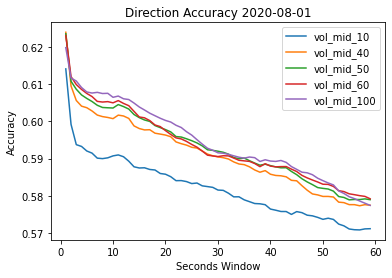 Direction Accuracy 2020-08-01
vol_mid_10
vol_mid_40
vol_mid_50
vol_mid_60
vol_mid_100
Accuracy
0.62
0.61
0.60
0.59
0.58
0.57
0 10 20 30 40 50 60
Seconds Window